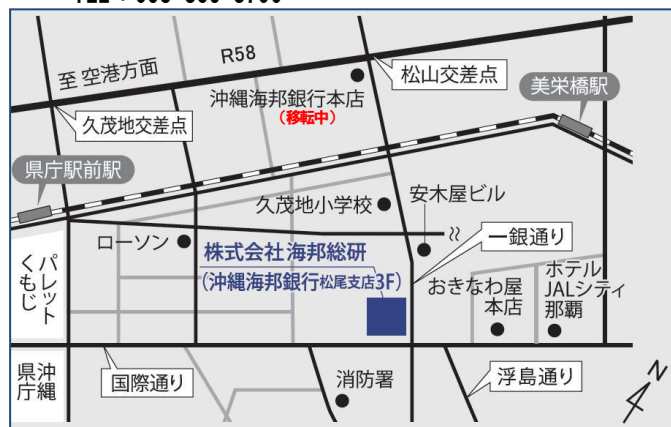 至 空港方面
R58
松山交差点
美栄橋駅
沖縄海邦銀行本店
(移転中)
久茂地交差点
県庁駅前駅
久茂地小学校
安木屋ビル
ローソン
一銀通り
株式会社海邦総研
(沖縄海邦銀行松尾支店3F)
パレット
くもじ
おきなわ屋
本店
ホテル
JALシティ
那覇
沖縄
県庁
国際通り
消防署
浮島通り
N